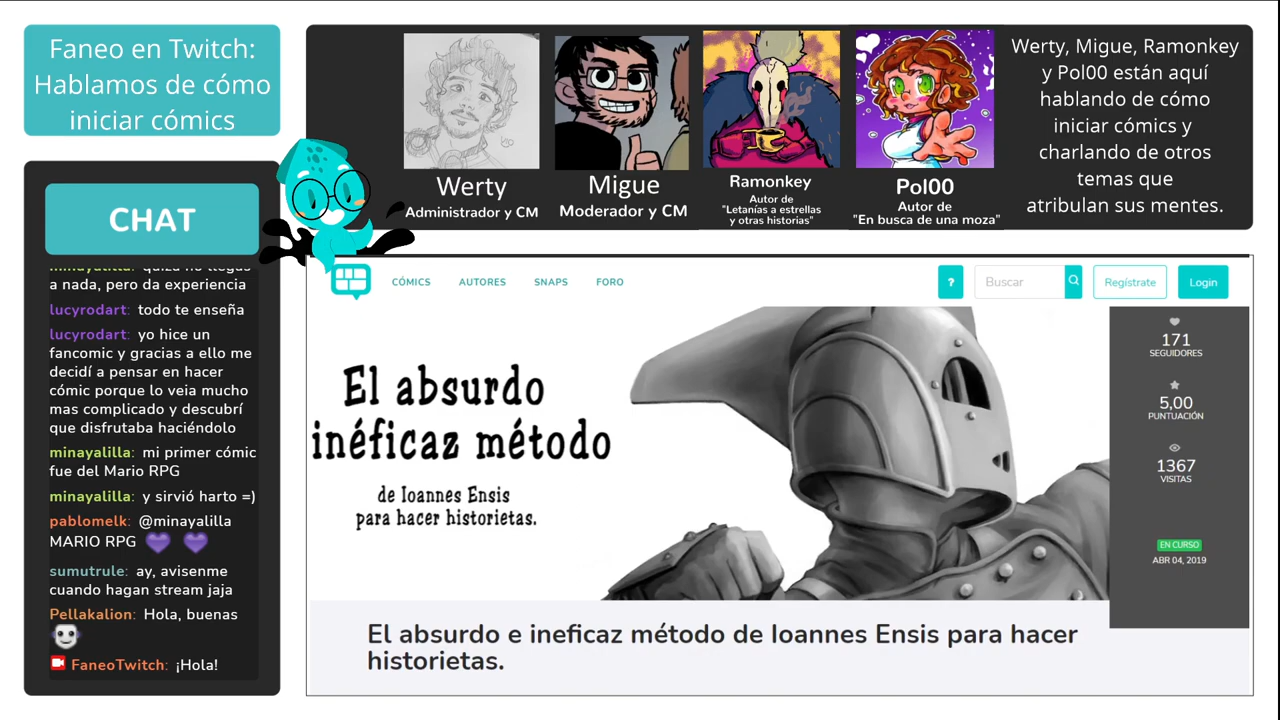 Faneo en Twitch:
Hablamos de cómo
iniciar cómics
Werty
Administrador y CM
Migue
Moderador y CM
Ramonkey
Autor de
"Letanías a estrellas
y otras historias"
Pol00
Autor de
"En busca de una moza"
Werty, Migue, Ramonkey
y Pol00 están aquí
hablando de cómo
iniciar cómics y
charlando de otros
temas que
atribulan sus mentes.
CHAT
minayalilla: quizá no llegas
a nada, pero da experiencia
lucyrodart: todo te enseña
lucyrodart: yo hice un
fancomic y gracias a ello me
decidí a pensar en hacer
cómic porque lo veia mucho
mas complicado y descubrí
que disfrutaba haciéndolo
minayalilla: mi primer cómic
fue del Mario RPG
minayalilla: y sirvió harto =)
pablomelk: @minayalilla
MARIO RPG
sumutrule: ay, avisenme
cuando hagan stream jaja
Pellakalion: Hola, buenas
FaneoTwitch: ¡Hola!
CÓMICS AUTORES SNAPS FORO
? Buscar Regístrate Login
El absurdo
inéficaz método
de Ioannes Ensis
para hacer historietas.
171
SEGUIDORES
5,00
PUNTUACIÓN
1367
VISITAS
EN CURSO
ABR 04, 2019
El absurdo e ineficaz método de Ioannes Ensis para hacer
historietas.